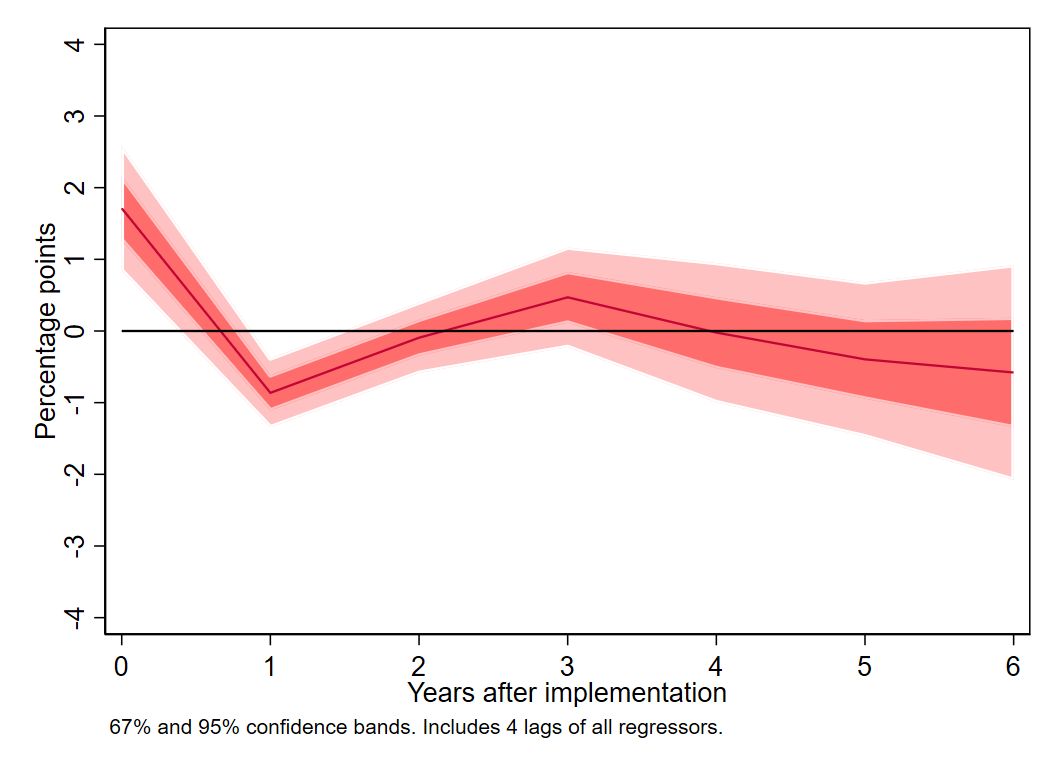 Percentage points
4
3
2
1
0
-1
-2
-3
-4
0 1 2 3 4 5 6
Years after implementation
67% and 95% confidence bands. Includes 4 lags of all regressors.